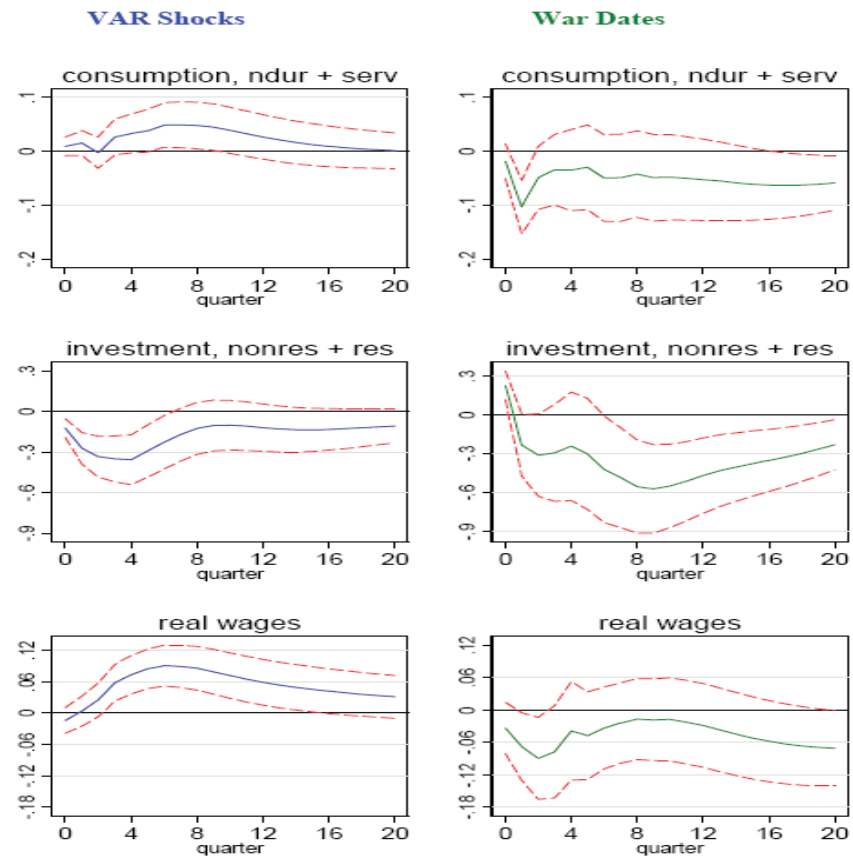 VAR Shocks
War Dates
consumption, ndur + serv
.1
0
-.1
-.2
0 4 8 12 16 20
quarter
consumption, ndur + serv
.1
0
-.1
-.2
0 4 8 12 16 20
quarter
investment, nonres + res
.3
0
-.3
-.6
-.9
0 4 8 12 16 20
quarter
investment, nonres + res
.3
0
-.3
-.6
-.9
0 4 8 12 16 20
quarter
real wages
.12
.06
0
-.06
-.12
-.18
0 4 8 12 16 20
quarter
real wages
.12
.06
0
-.06
-.12
-.18
0 4 8 12 16 20
quarter